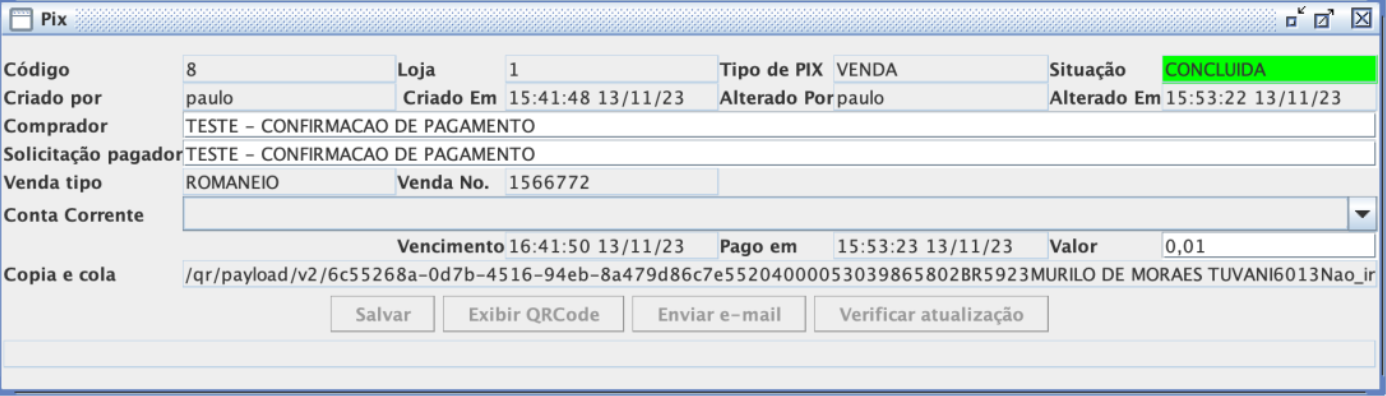 Pix
Código 8 Loja 1 Tipo de PIX VENDA Situação CONCLUIDA
Criado por paulo Criado Em 15:41:48 13/11/23 Alterado Por paulo Alterado Em 15:53:22 13/11/23
Comprador TESTE - CONFIRMACAO DE PAGAMENTO
Solicitação pagador TESTE - CONFIRMACAO DE PAGAMENTO
Venda tipo ROMANEIO Venda No. 1566772
Conta Corrente
Vencimento 16:41:50 13/11/23 Pago em 15:53:23 13/11/23 Valor 0,01
Copia e cola /qr/payload/v2/6c55268a-0d7b-4516-94eb-8a479d86c7e55204000053039865802BR5923MURILO DE MORAES TUVANI6013Nao_ir
Salvar Exibir QRCode Enviar e-mail Verificar atualização